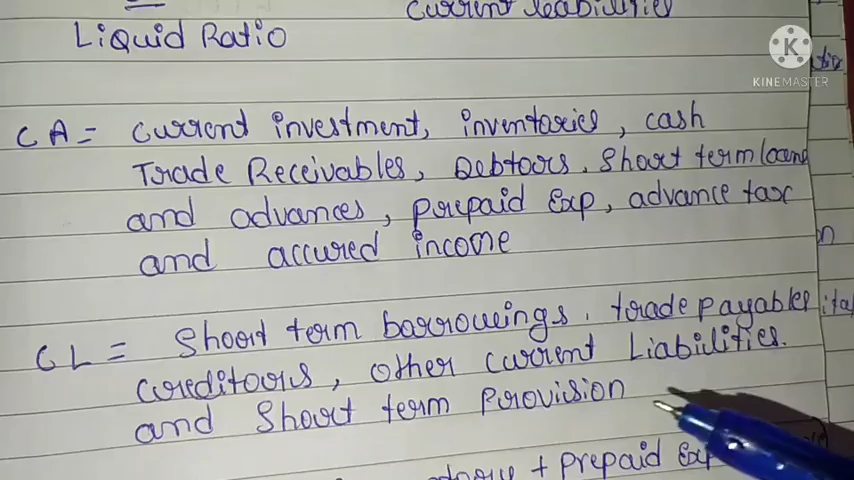 Current leabilities
Liquid Ratio
K
KINEMASTER
CA = Current investment, inventories, cash
Trade Receivables, Debtors, Short term loans
and advances, prepaid Exp, advance tax
and accured income
CL = Short term borrowings, trade payables
Creditors, other current Liabilities.
and Short term Provision
+ prepaid Exp